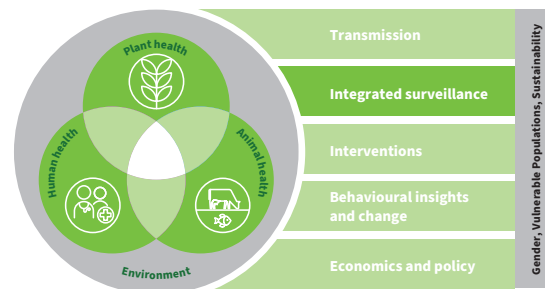 Plant health
Human health
Animal health
Environment
Transmission
Integrated surveillance
Interventions
Behavioural insights
and change
Economics and policy
Gender, Vulnerable Populations, Sustainability